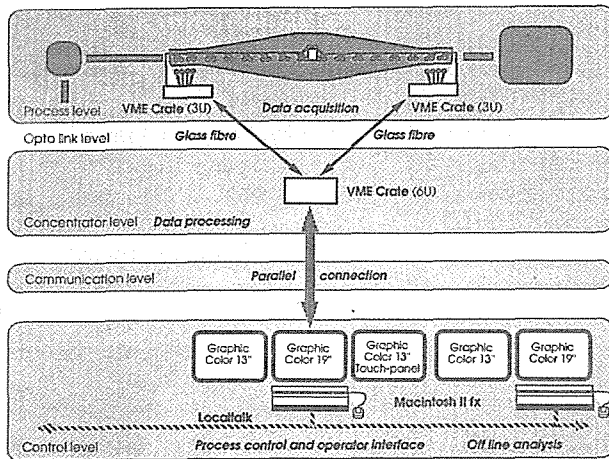 VME Crate (3U)
Data acquisition
VME Crate (3U)
Process level
Opto link level
Glass fibre
Glass fibre
VME Crate (6U)
Concentrator level
Data processing
Communication level
Parallel
connection
Graphic
Color 13"
Graphic
Color 19"
Graphic
Color 13"
Touch-panel
Graphic
Color 13"
Graphic
Color 19"
Localtalk
Macintosh II fx
Control level
Process control and operator interface
Off line analysis